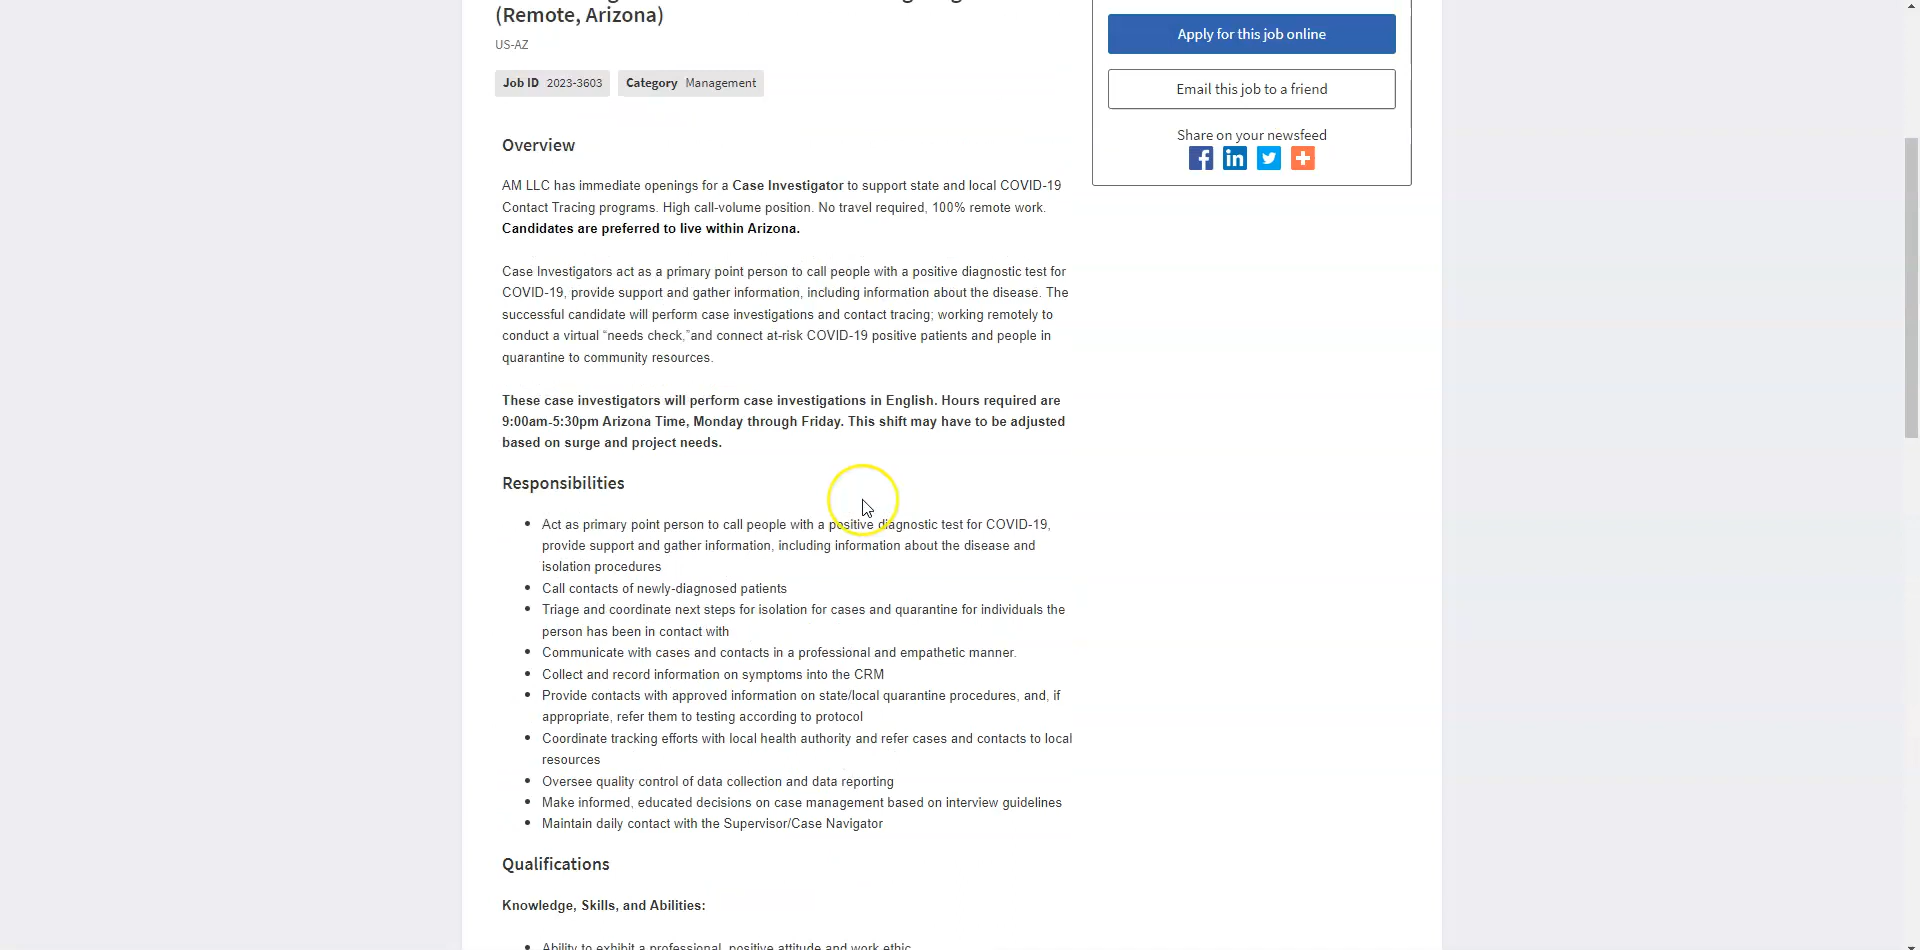 (Remote, Arizona)
US-AZ
Job ID 2023-3603 Category Management
Overview
AM LLC has immediate openings for a Case Investigator to support state and local COVID-19
Contact Tracing programs. High call-volume position. No travel required, 100% remote work.
Candidates are preferred to live within Arizona.
Case Investigators act as a primary point person to call people with a positive diagnostic test for
COVID-19, provide support and gather information, including information about the disease. The
successful candidate will perform case investigations and contact tracing; working remotely to
conduct a virtual “needs check,”and connect at-risk COVID-19 positive patients and people in
quarantine to community resources.
These case investigators will perform case investigations in English. Hours required are
9:00am-5:30pm Arizona Time, Monday through Friday. This shift may have to be adjusted
based on surge and project needs.
Responsibilities
• Act as primary point person to call people with a positive diagnostic test for COVID-19,
provide support and gather information, including information about the disease and
isolation procedures
• Call contacts of newly-diagnosed patients
• Triage and coordinate next steps for isolation for cases and quarantine for individuals the
person has been in contact with
• Communicate with cases and contacts in a professional and empathetic manner.
• Collect and record information on symptoms into the CRM
• Provide contacts with approved information on state/local quarantine procedures, and, if
appropriate, refer them to testing according to protocol
• Coordinate tracking efforts with local health authority and refer cases and contacts to local
resources
• Oversee quality control of data collection and data reporting
• Make informed, educated decisions on case management based on interview guidelines
• Maintain daily contact with the Supervisor/Case Navigator
Qualifications
Knowledge, Skills, and Abilities:
• Ability to exhibit a professional, positive attitude and work ethic
Apply for this job online
Email this job to a friend
Share on your newsfeed